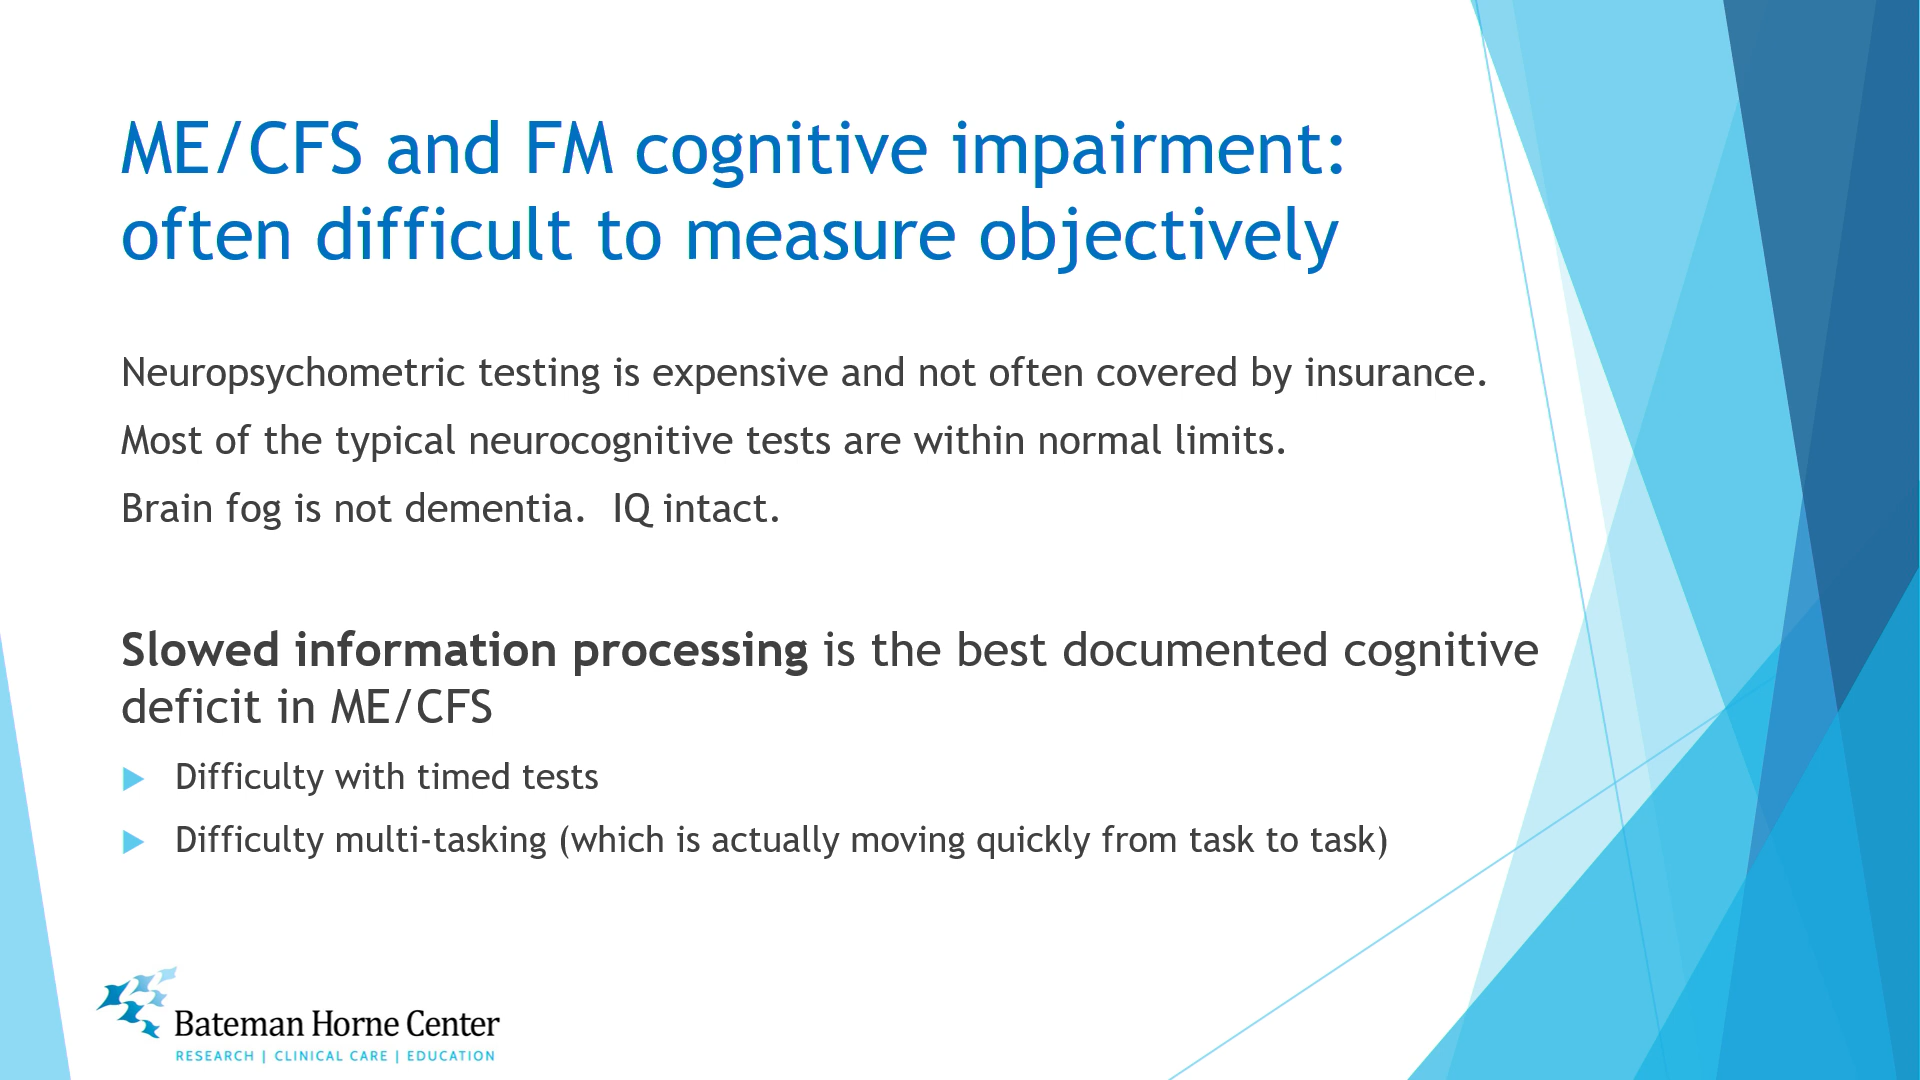 ME/CFS and FM cognitive impairment:
often difficult to measure objectively
Neuropsychometric testing is expensive and not often covered by insurance.
Most of the typical neurocognitive tests are within normal limits.
Brain fog is not dementia.  IQ intact.
Slowed information processing is the best documented cognitive
deficit in ME/CFS
Difficulty with timed tests
Difficulty multi-tasking (which is actually moving quickly from task to task)
Bateman Horne Center
RESEARCH | CLINICAL CARE | EDUCATION